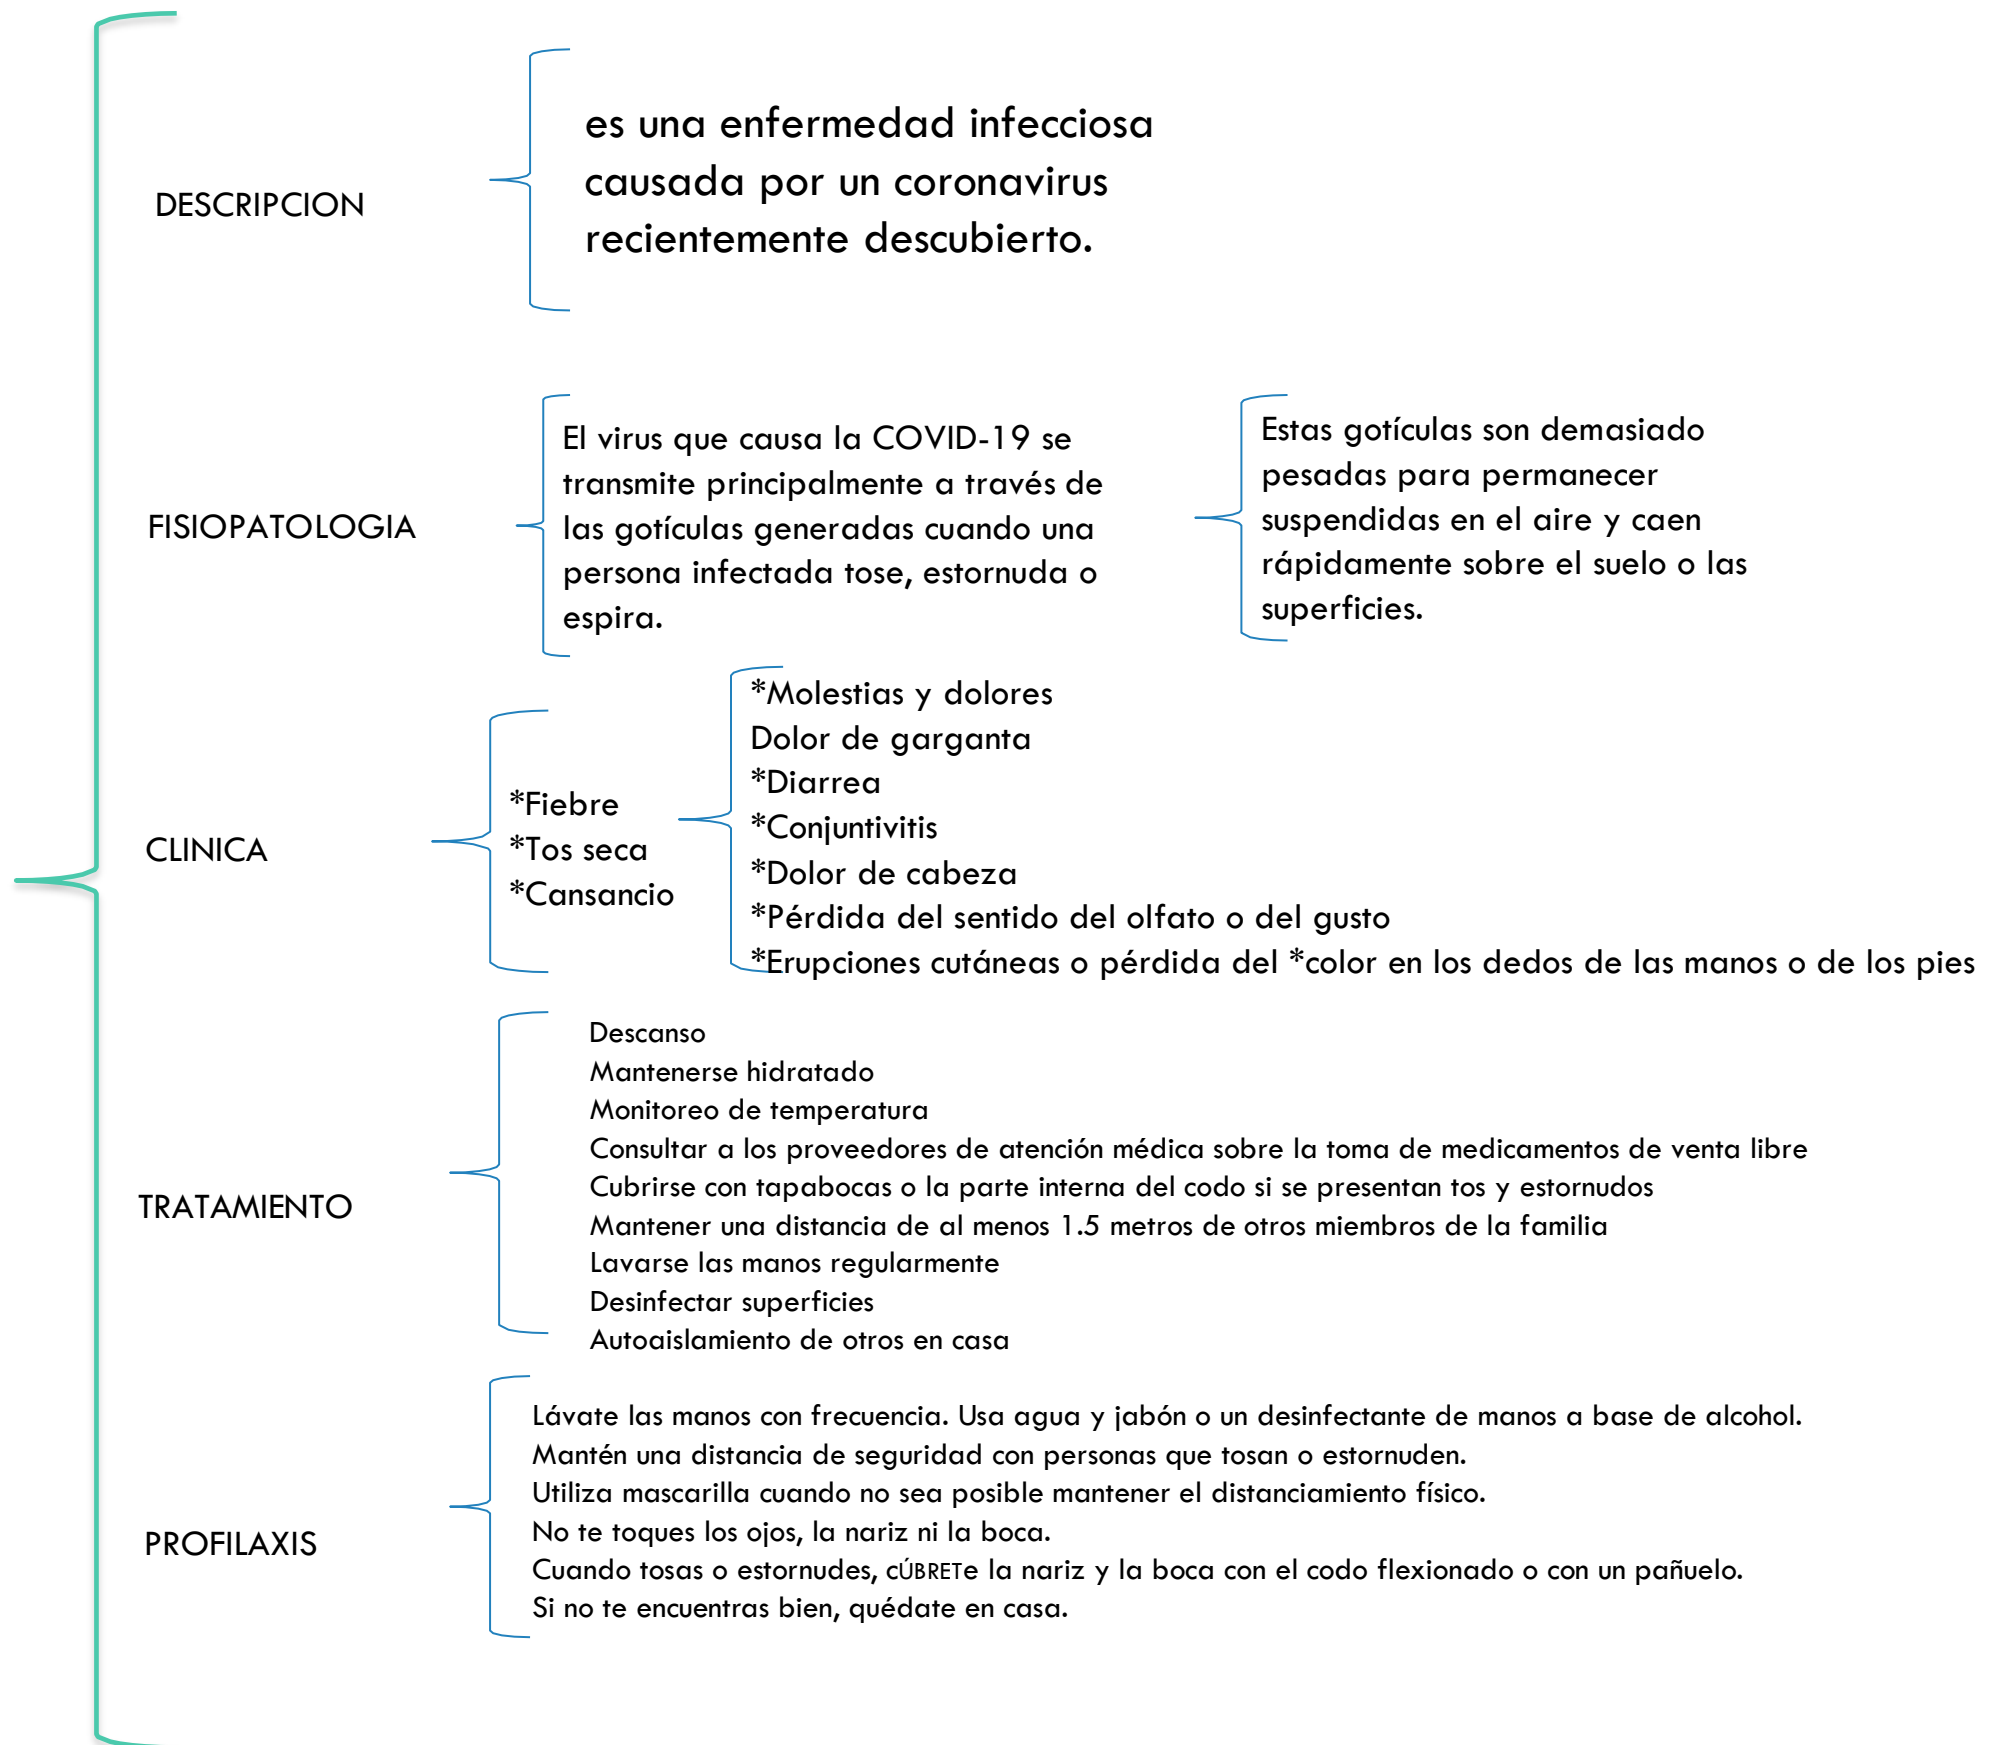 DESCRIPCION
es una enfermedad infecciosa
causada por un coronavirus
recientemente descubierto.
FISIOPATOLOGIA
El virus que causa la COVID-19 se
transmite principalmente a través de
las gotículas generadas cuando una
persona infectada tose, estornuda o
espira.
Estas gotículas son demasiado
pesadas para permanecer
suspendidas en el aire y caen
rápidamente sobre el suelo o las
superficies.
CLINICA
*Fiebre
*Tos seca
*Cansancio
*Molestias y dolores
Dolor de garganta
*Diarrea
*Conjuntivitis
*Dolor de cabeza
*Pérdida del sentido del olfato o del gusto
*Erupciones cutáneas o pérdida del *color en los dedos de las manos o de los pies
TRATAMIENTO
Descanso
Mantenerse hidratado
Monitoreo de temperatura
Consultar a los proveedores de atención médica sobre la toma de medicamentos de venta libre
Cubrirse con tapabocas o la parte interna del codo si se presentan tos y estornudos
Mantener una distancia de al menos 1.5 metros de otros miembros de la familia
Lavarse las manos regularmente
Desinfectar superficies
Autoaislamiento de otros en casa
PROFILAXIS
Lávate las manos con frecuencia. Usa agua y jabón o un desinfectante de manos a base de alcohol.
Mantén una distancia de seguridad con personas que tosan o estornuden.
Utiliza mascarilla cuando no sea posible mantener el distanciamiento físico.
No te toques los ojos, la nariz ni la boca.
Cuando tosas o estornudes, cÚBRETe la nariz y la boca con el codo flexionado o con un pañuelo.
Si no te encuentras bien, quédate en casa.